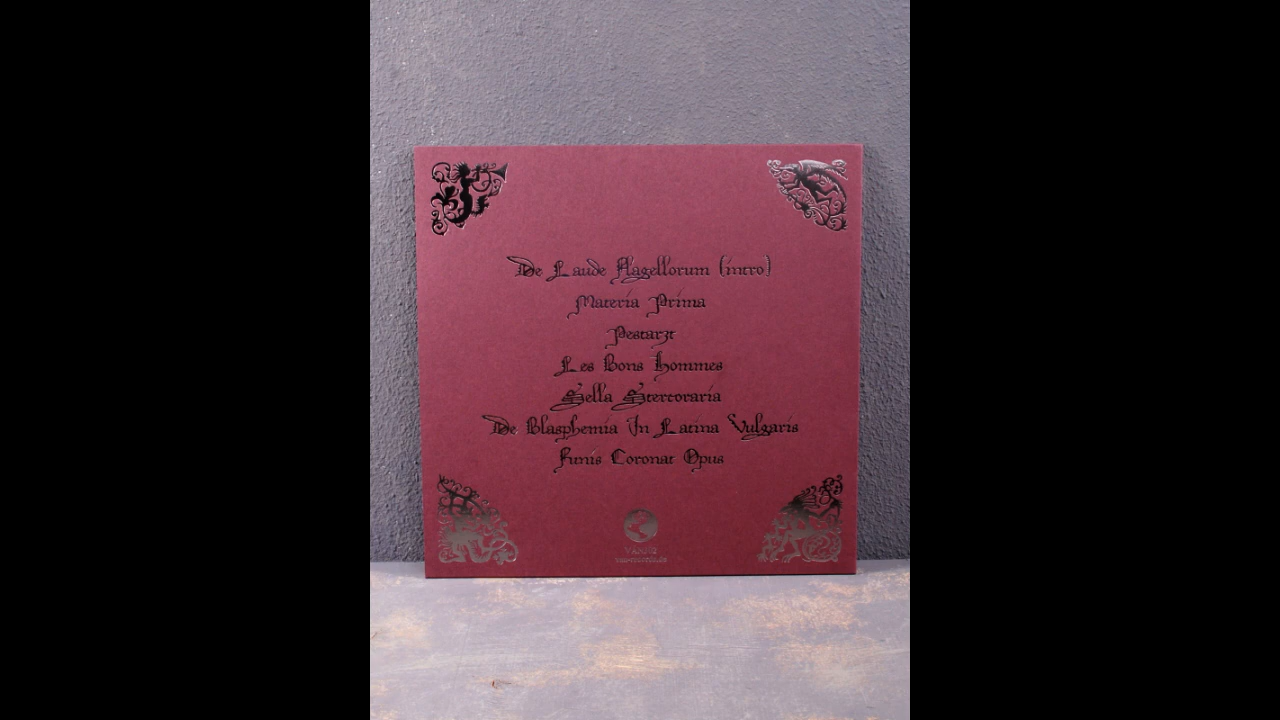 De Laude Flagellorum (intro)
Materia Prima
Pestarzt
Les Bons Hommes
Sella Stercoraria
De Blasphemia In Latina Vulgaris
Funis Coronat Opus